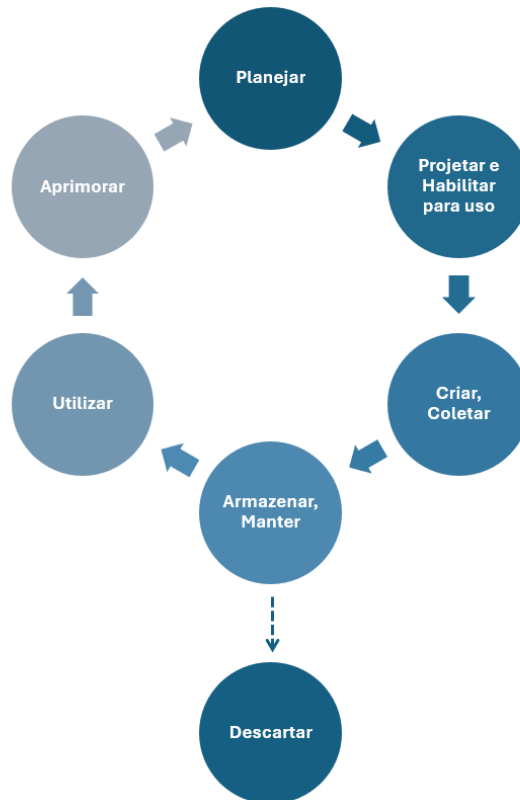 Planejar
Projetar e
Habilitar
para uso
Criar,
Coletar
Armazenar,
Manter
Utilizar
Aprimorar
Descartar